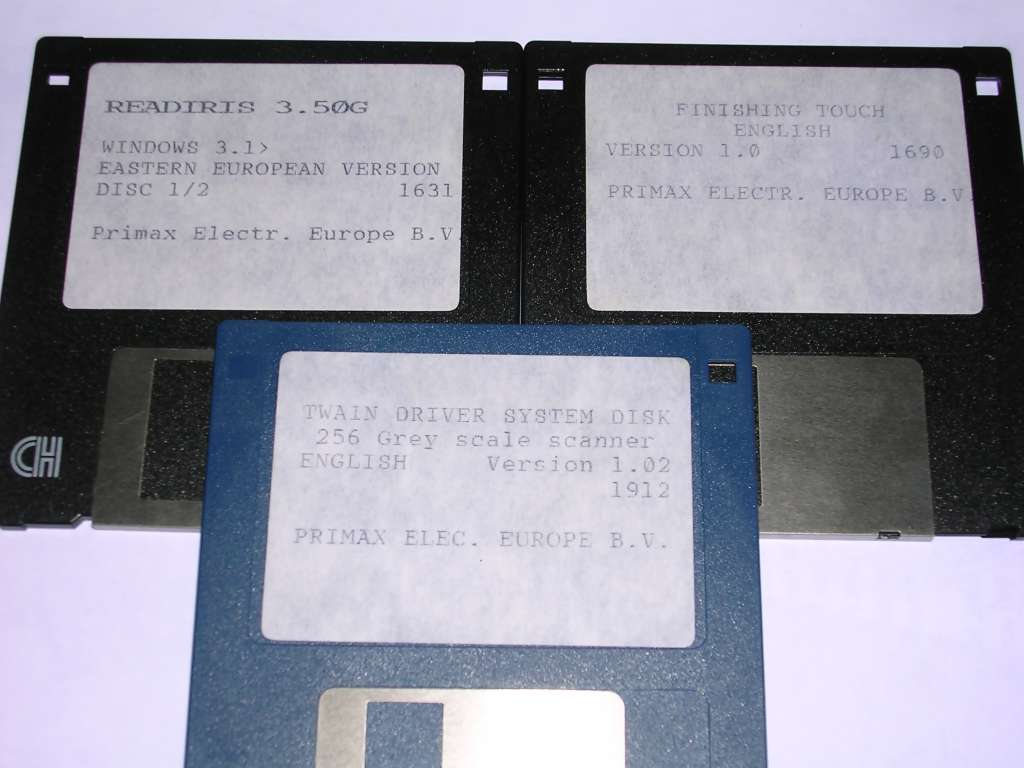 READIRIS 3.50G
WINDOWS 3.1>
EASTERN EUROPEAN VERSION
DISC 1/2 1631
Primax Electr. Europe B.V.
FINISHING TOUCH
ENGLISH
VERSION 1.0 1690
PRIMAX ELECTR. EUROPE B.V.
TWAIN DRIVER SYSTEM DISK
256 Grey scale scanner
ENGLISH Version 1.02
1912
PRIMAX ELEC. EUROPE B.V.